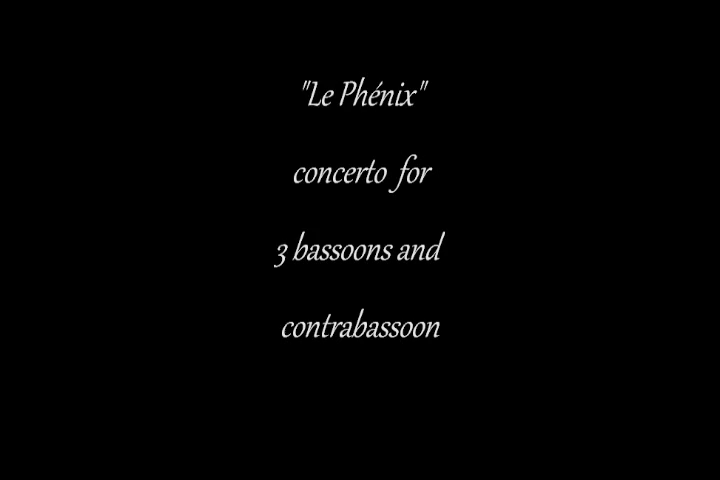 "Le Phénix"
concerto for
3 bassoons and
contrabassoon